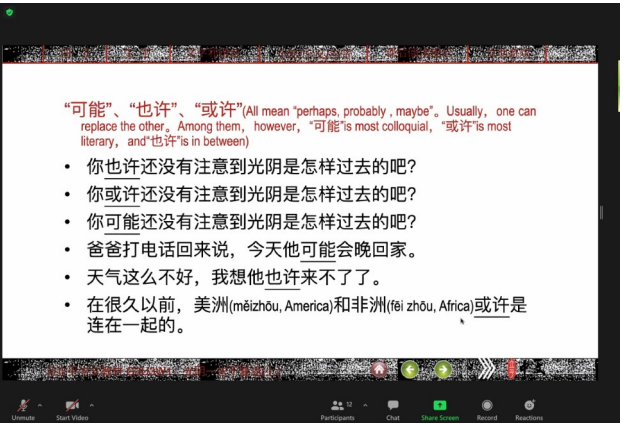 “可能”、“也许”、“或许”(All mean “perhaps, probably , maybe”。Usually, one can
replace the other。Among them, however, “可能”is most colloquial, “或许”is most
literary, and“也许”is in between)
• 你也许还没有注意到光阴是怎样过去的吧?
• 你或许还没有注意到光阴是怎样过去的吧?
• 你可能还没有注意到光阴是怎样过去的吧?
• 爸爸打电话回来说，今天他可能会晚回家。
• 天气这么不好，我想他也许来不了了。
• 在很久以前，美洲(měizhōu, America)和非洲(fēi zhōu, Africa)或许是
连在一起的。
Unmute Start Video Participants 12 Chat Share Screen Record Reactions